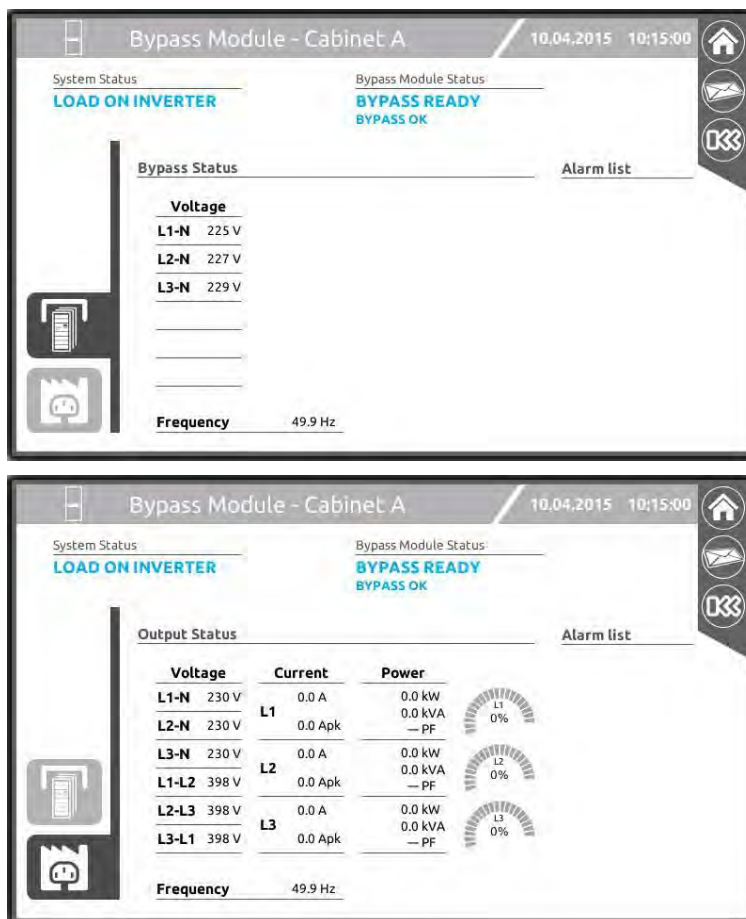 Bypass Module - Cabinet A 10.04.2015 10:15:00
System Status Bypass Module Status
LOAD ON INVERTER BYPASS READY
BYPASS OK
Bypass Status Alarm list
Voltage
L1-N 225 V
L2-N 227 V
L3-N 229 V
Frequency 49.9 Hz
Bypass Module - Cabinet A 10.04.2015 10:15:00
System Status Bypass Module Status
LOAD ON INVERTER BYPASS READY
BYPASS OK
Output Status Alarm list
Voltage Current Power
L1-N 230 V L1 0.0 A 0.0 kW L1
0.0 kVA 0%
L2-N 230 V 0.0 Apk --- PF
L3-N 230 V L2 0.0 A 0.0 kW L2
0.0 kVA 0%
L1-L2 398 V 0.0 Apk --- PF
L2-L3 398 V L3 0.0 A 0.0 kW L3
0.0 kVA 0%
L3-L1 398 V 0.0 Apk --- PF
Frequency 49.9 Hz